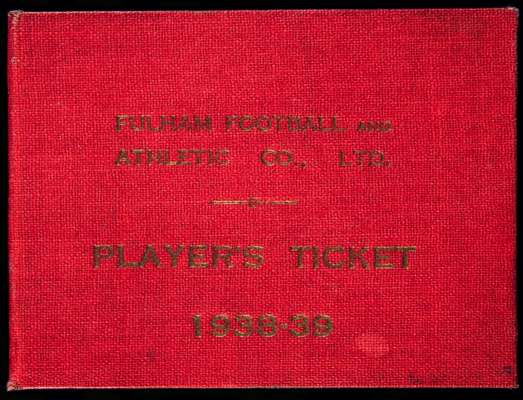 FULHAM FOOTBALL AND
ATHLETIC CO., LTD.
PLAYER'S TICKET
1938-39